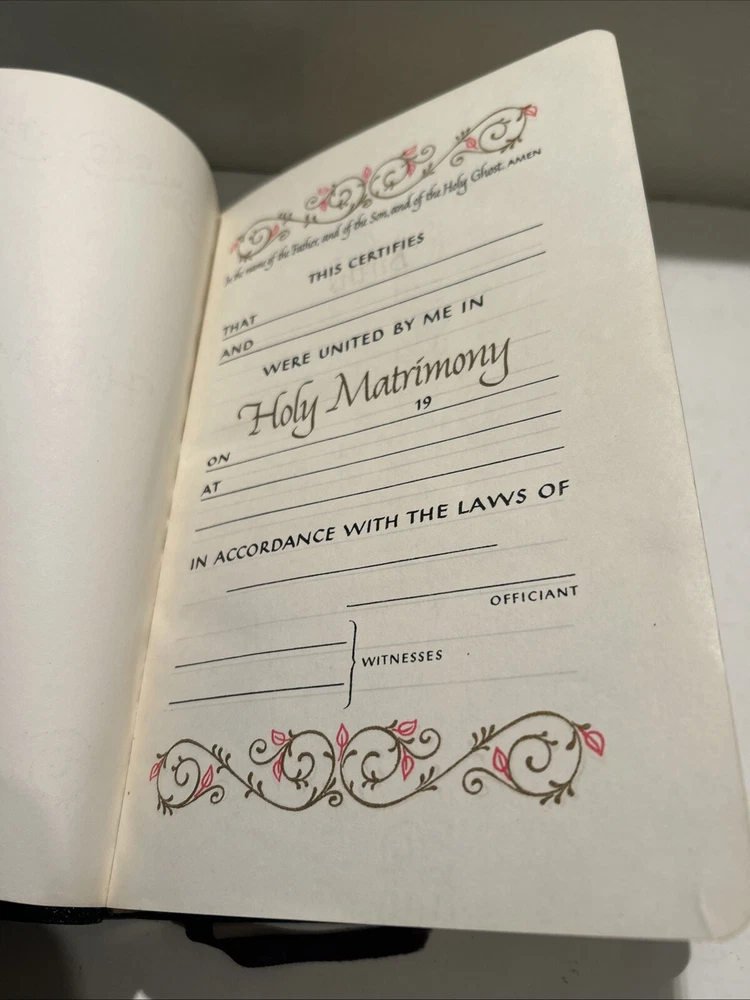 In the name of the Father, and of the Son, and of the Holy Ghost. AMEN
THIS CERTIFIES
THAT
AND
WERE UNITED BY ME IN
Holy Matrimony
19
ON
AT
IN ACCORDANCE WITH THE LAWS OF
OFFICIANT
WITNESSES